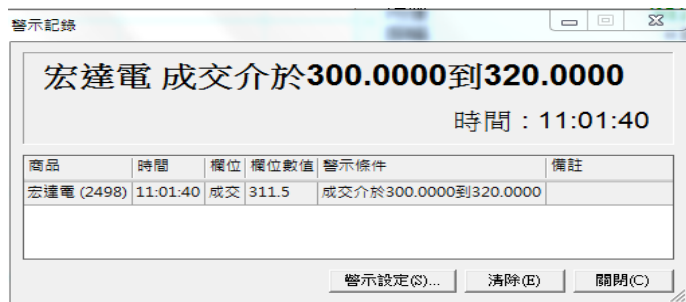 警示記錄
宏達電 成交介於300.0000到320.0000
時間：11:01:40
商品 時間 欄位 欄位數值 警示條件 備註
宏達電 (2498) 11:01:40 成交 311.5 成交介於300.0000到320.0000
警示設定(S)... 清除(E) 關閉(C)